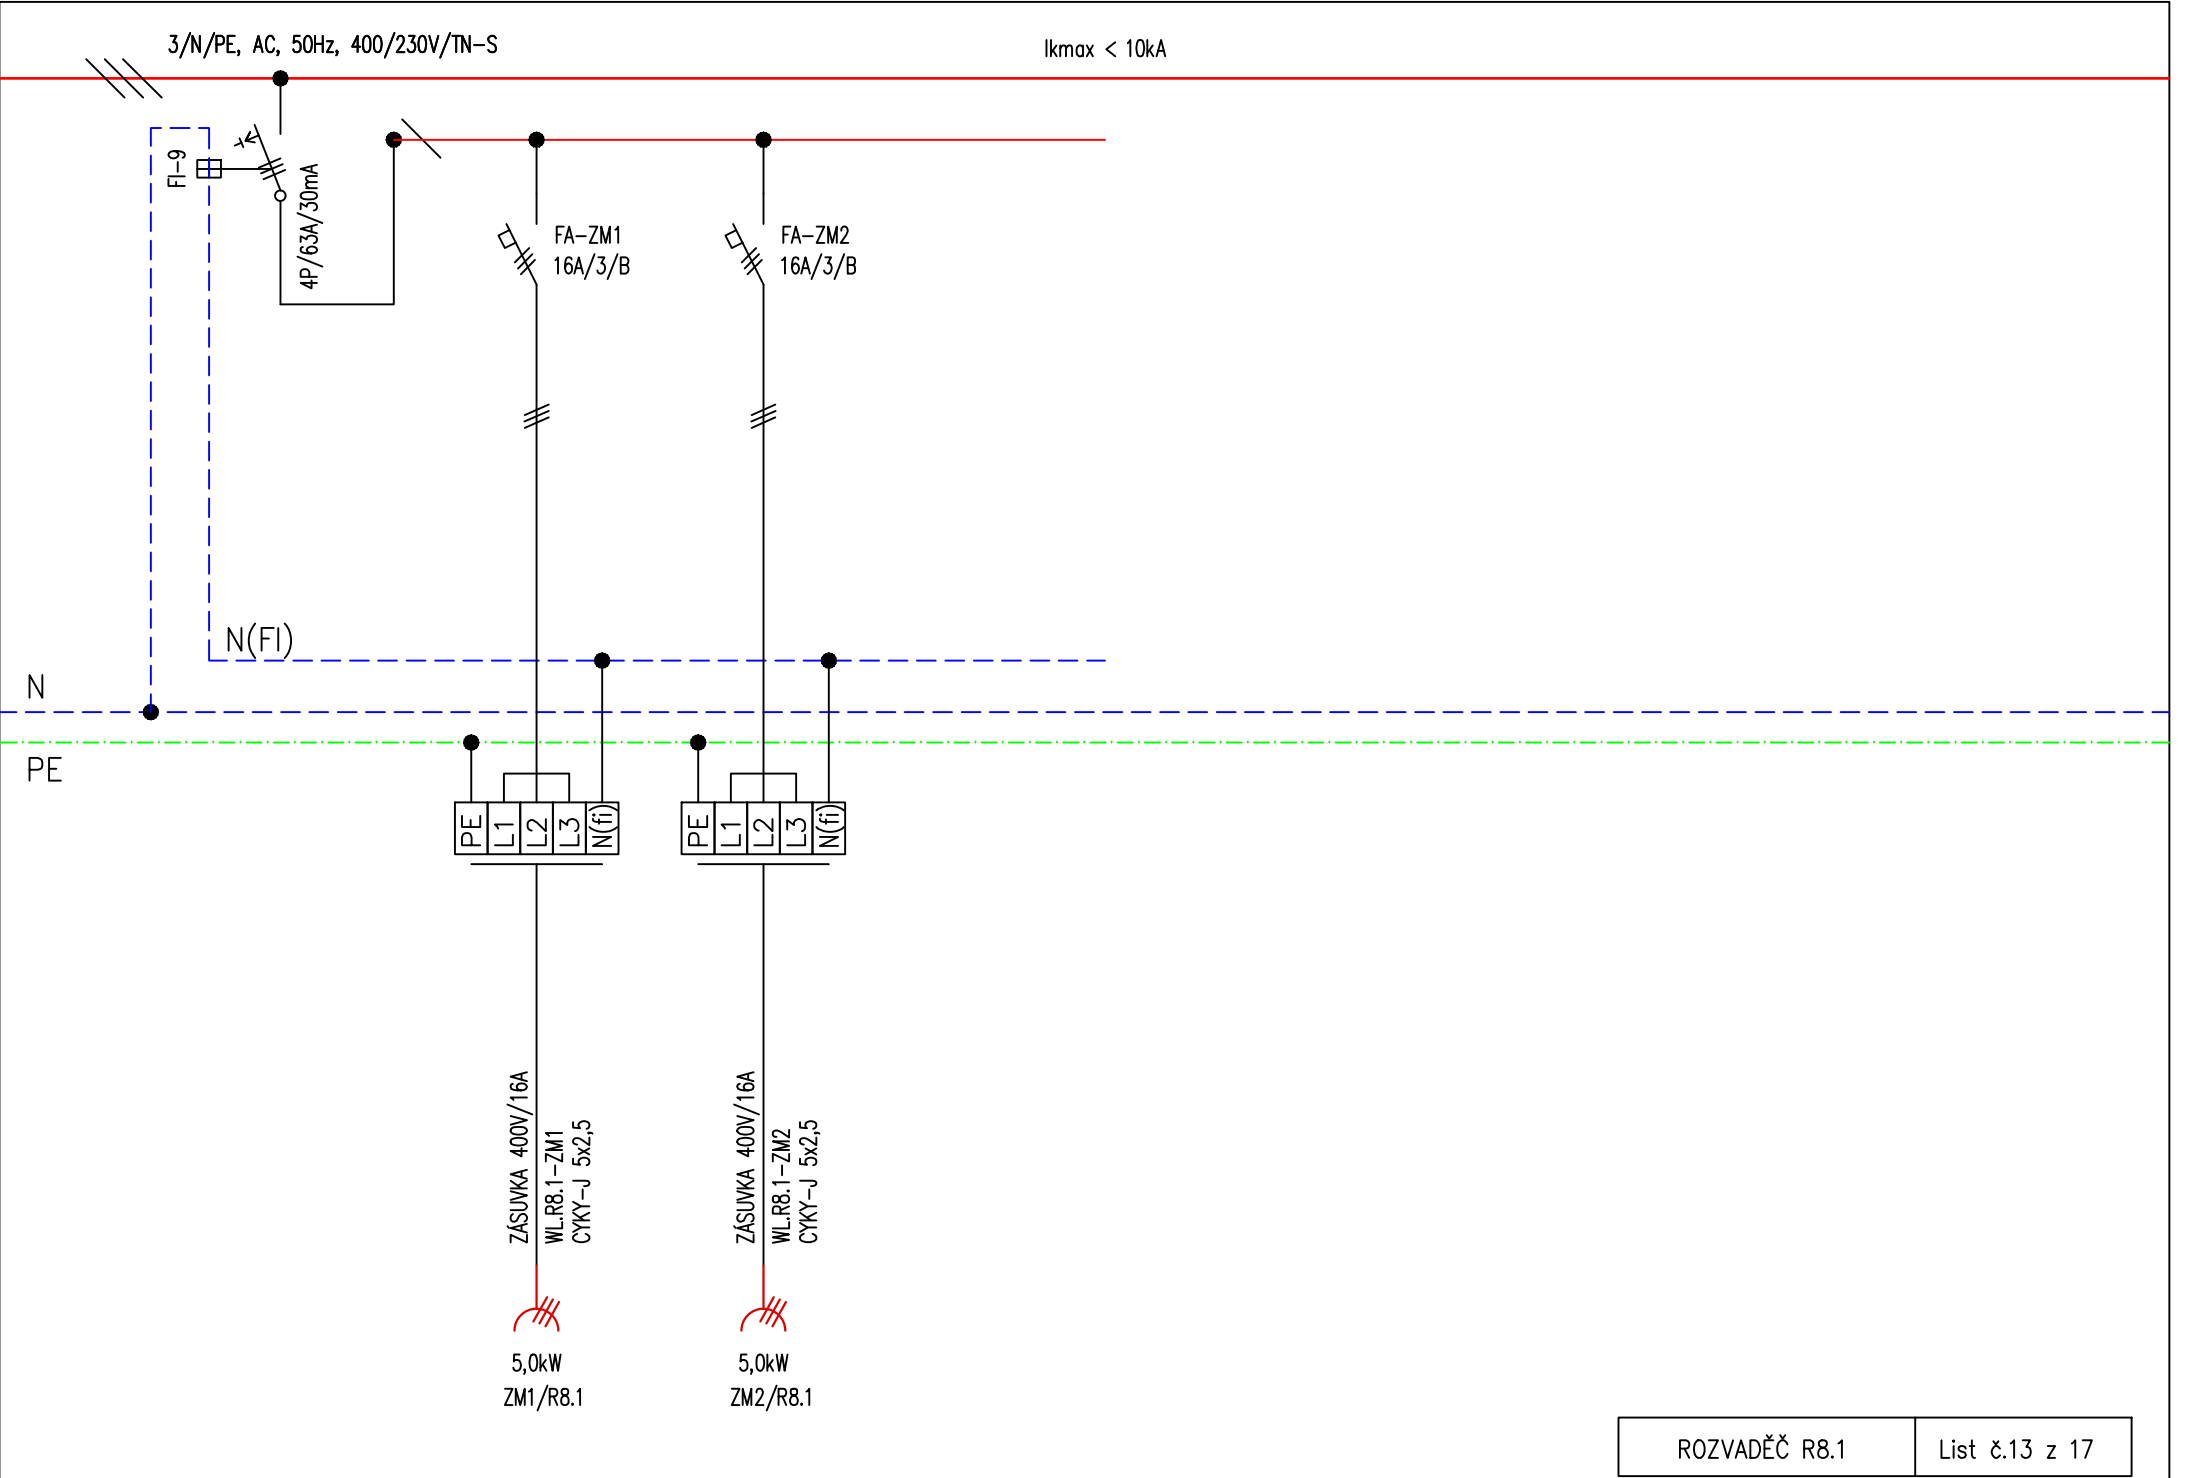 3/N/PE, AC, 50Hz, 400/230V/TN-S
Ikmax < 10kA
FI-9
4P/63A/30mA
FA-ZM1
16A/3/B
FA-ZM2
16A/3/B
N(FI)
N
PE
PE
L1
L2
L3
N(fi)
PE
L1
L2
L3
N(fi)
ZÁSUVKA 400V/16A
WL.R8.1-ZM1
CYKY-J 5x2,5
ZÁSUVKA 400V/16A
WL.R8.1-ZM2
CYKY-J 5x2,5
5,0kW
ZM1/R8.1
5,0kW
ZM2/R8.1
ROZVADĚČ R8.1
List č.13 z 17